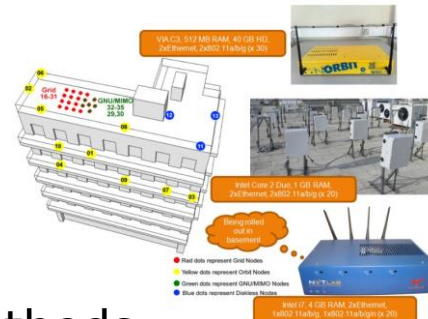 VIA C3, 512 MB RAM, 40 GB HD,
2xEthernet, 2x802.11a/b/g (x 30)
ORBIT
06
02
05
Grid
16-31
GNU/MIMO
32-35
29,30
08
12
13
11
10
01
04
09
07
03
Intel Core 2 Duo, 1 GB RAM,
2xEthernet, 2x802.11a/b/g (x 20)
Being rolled
out in
basement
Red dots represent Grid Nodes
Yellow dots represent Orbit Nodes
Green dots represent GNU/MIMO Nodes
Blue dots represent Diskless Nodes
Intel i7, 4 GB RAM, 2xEthernet,
1x802.11a/b/g, 1x802.11a/b/g/n (x 20)